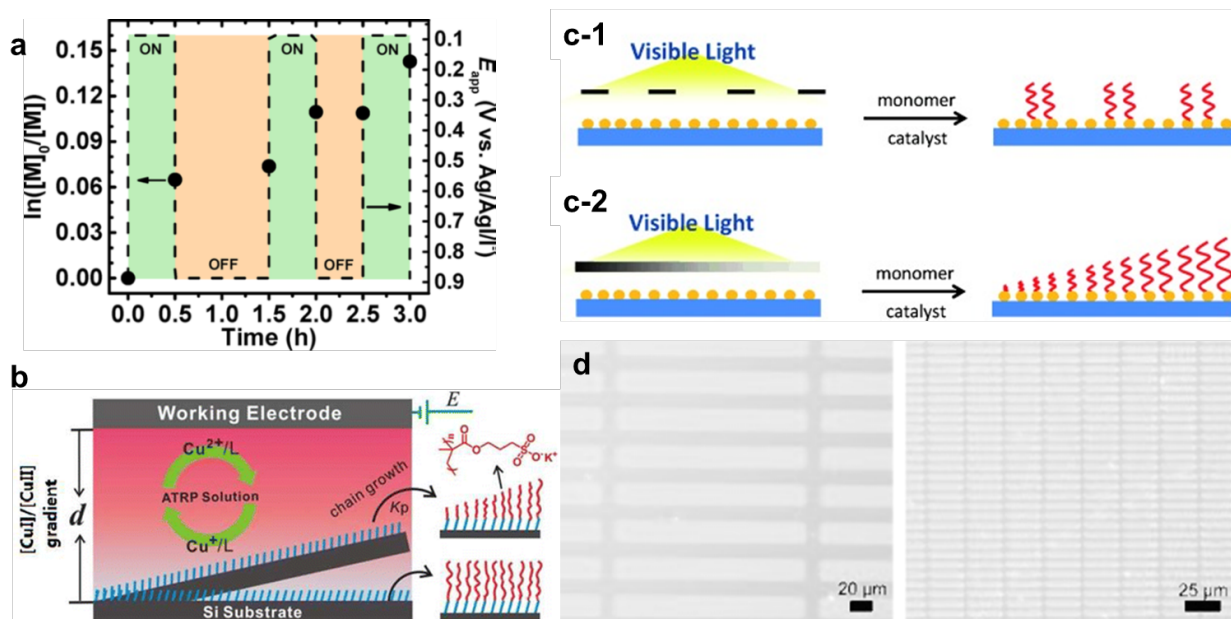 a
ON
ON
ON
OFF
OFF
0.15
0.12
0.09
0.06
0.03
0.00
ln([M]0/[M])
0.1
0.2
0.3
0.4
0.5
0.6
0.7
0.8
0.9
Eapp (V vs. Ag/AgI/I-)
0.0 0.5 1.0 1.5 2.0 2.5 3.0
Time (h)
b
Working Electrode
E
[CuI]/[CuII]
gradient
d
Cu2+/L
ATRP Solution
Cu+/L
chain growth
Kp
Si Substrate
n
O
O
S
O
O
O-K+
c-1
Visible Light
monomer
catalyst
c-2
Visible Light
monomer
catalyst
d
20 μm
25 μm